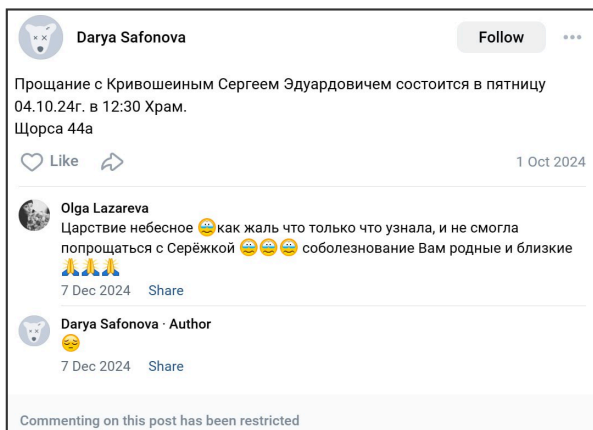 Darya Safonova
Follow
Прощание с Кривошеиным Сергеем Эдуардовичем состоится в пятницу
04.10.24г. в 12:30 Храм.
Щорса 44а
Like
1 Oct 2024
Olga Lazareva
Царствие небесное 😭как жаль что только что узнала, и не смогла
попрощаться с Серёжкой 😭😭😭 соболезнование Вам родные и близкие
🙏🙏🙏
7 Dec 2024 Share
Darya Safonova · Author
😔
7 Dec 2024 Share
Commenting on this post has been restricted